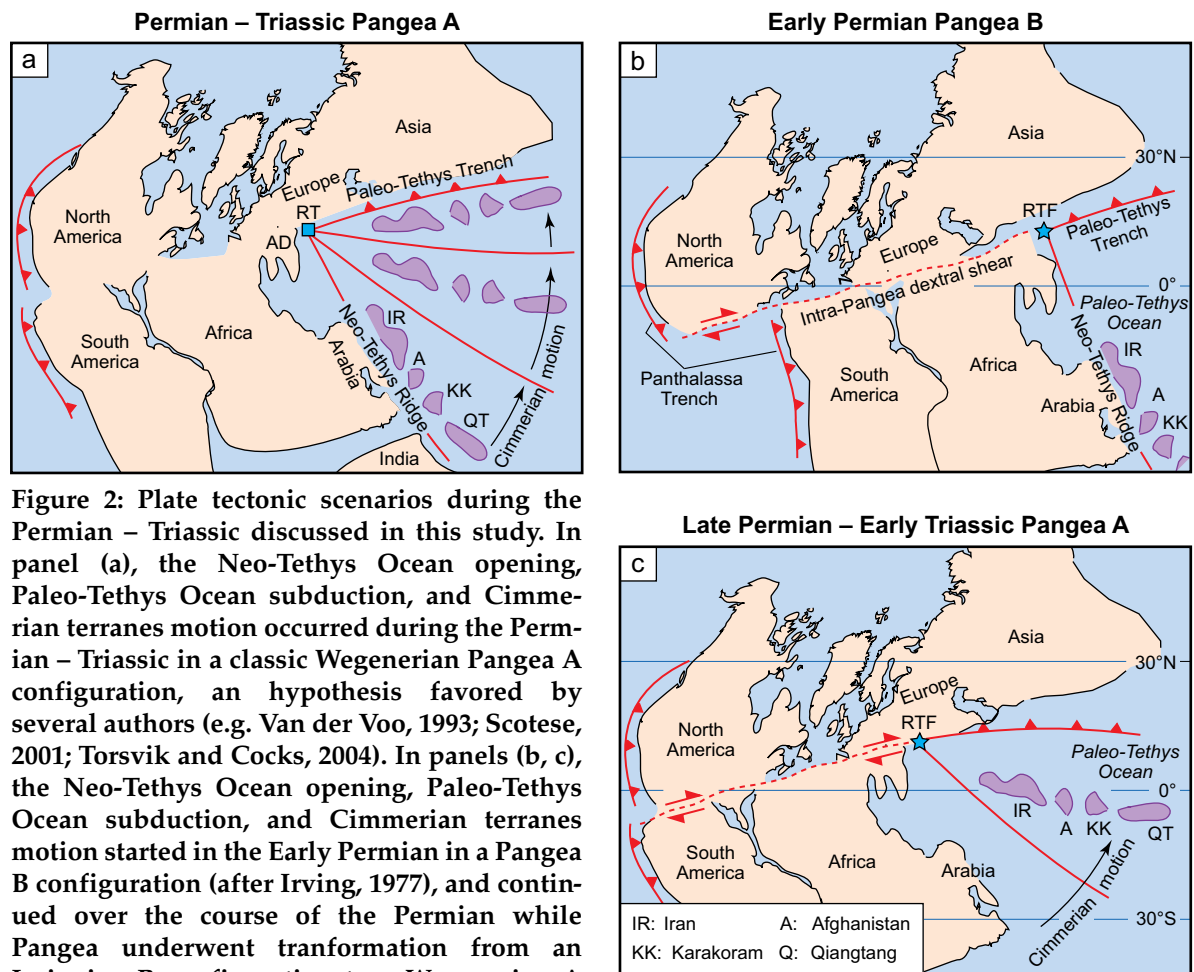 Permian – Triassic Pangea A
a
Asia
Europe
Paleo-Tethys Trench
RT
North
America
AD
IR
South
America
Africa
Arabia
Neo-Tethys Ridge
A
KK
QT
Cimmerian motion
India
Early Permian Pangea B
b
Asia
30°N
RTF
Paleo-Tethys
Trench
North
America
Europe
Intra-Pangea dextral shear
0°
Paleo-Tethys
Ocean
Panthalassa
Trench
South
America
Africa
Arabia
Neo-Tethys Ridge
IR
A
KK
Figure 2: Plate tectonic scenarios during the
Permian – Triassic discussed in this study. In
panel (a), the Neo-Tethys Ocean opening,
Paleo-Tethys Ocean subduction, and Cimme-
rian terranes motion occurred during the Perm-
ian – Triassic in a classic Wegenerian Pangea A
configuration, an hypothesis favored by
several authors (e.g. Van der Voo, 1993; Scotese,
2001; Torsvik and Cocks, 2004). In panels (b, c),
the Neo-Tethys Ocean opening, Paleo-Tethys
Ocean subduction, and Cimmerian terranes
motion started in the Early Permian in a Pangea
B configuration (after Irving, 1977), and contin-
ued over the course of the Permian while
Pangea underwent tranformation from an
Late Permian – Early Triassic Pangea A
c
Asia
30°N
Europe
RTF
North
America
Paleo-Tethys
Ocean
0°
IR
A
KK
QT
South
America
Africa
Arabia
Cimmerian motion
30°S
IR: Iran
A: Afghanistan
KK: Karakoram
Q: Qiangtang